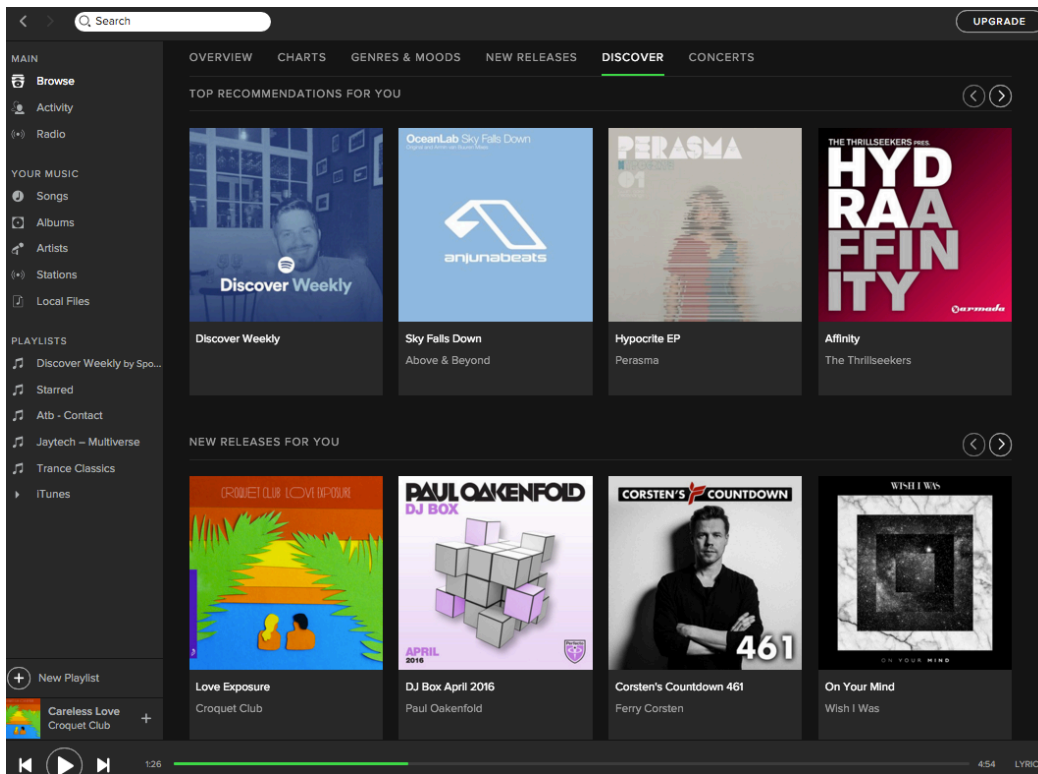 Search
UPGRADE
MAIN
Browse
Activity
Radio
YOUR MUSIC
Songs
Albums
Artists
Stations
Local Files
PLAYLISTS
Discover Weekly by Spo...
Starred
Atb - Contact
Jaytech – Multiverse
Trance Classics
iTunes
New Playlist
Careless Love
Croquet Club
OVERVIEW CHARTS GENRES & MOODS NEW RELEASES DISCOVER CONCERTS
TOP RECOMMENDATIONS FOR YOU
Discover Weekly
Discover Weekly
OceanLab Sky Falls Down
anjunabeats
Sky Falls Down
Above & Beyond
PERASMA
01
Hypocrite EP
Perasma
THE THRILLSEEKERS PRES.
HYD
RAA
FFIN
ITY
armada
Affinity
The Thrillseekers
NEW RELEASES FOR YOU
CROQUET CLUB LOVE EXPOSURE
Love Exposure
Croquet Club
PAUL OAKENFOLD
DJ BOX
APRIL
2016
DJ Box April 2016
Paul Oakenfold
CORSTEN'S COUNTDOWN
461
Corsten's Countdown 461
Ferry Corsten
WISH I WAS
ON YOUR MIND
On Your Mind
Wish I Was
1:26
4:54
LYRIC